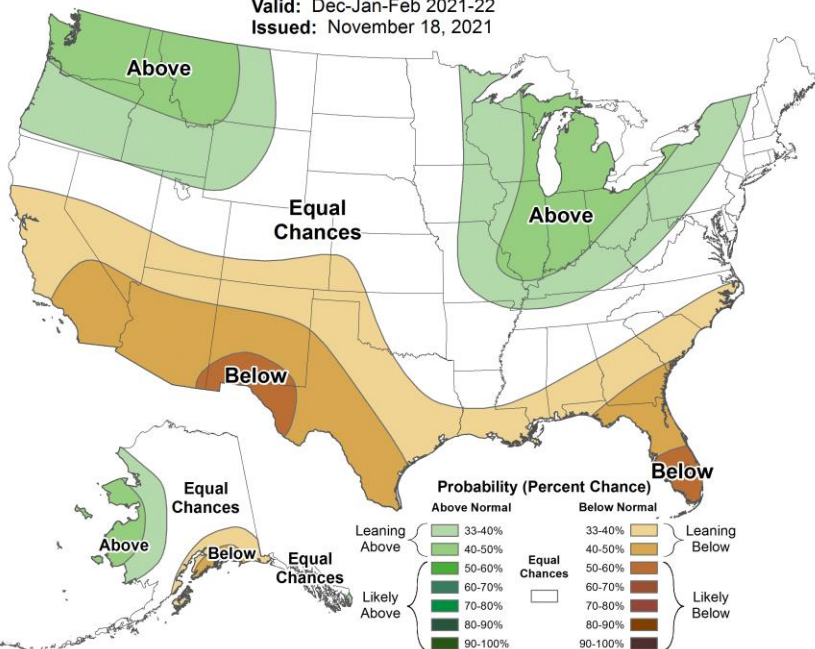 Valid: Dec-Jan-Feb 2021-22
Issued: November 18, 2021
Above
Equal
Chances
Above
Below
Below
Equal
Chances
Above
Below
Equal
Chances
Probability (Percent Chance)
Above Normal
Below Normal
Leaning
Above
33-40%
40-50%
Likely
Above
50-60%
60-70%
70-80%
80-90%
90-100%
Equal
Chances
33-40%
40-50%
Leaning
Below
50-60%
60-70%
70-80%
80-90%
90-100%
Likely
Below